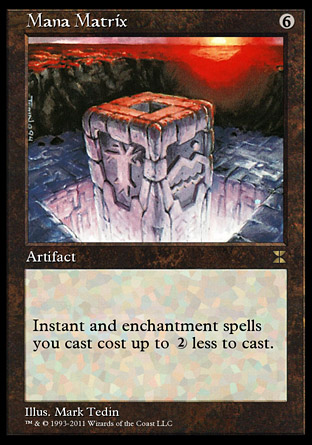 Mana Matrix 6
Artifact
Instant and enchantment spells
you cast cost up to 2 less to cast.
Illus. Mark Tedin
™ & © 1993-2011 Wizards of the Coast LLC